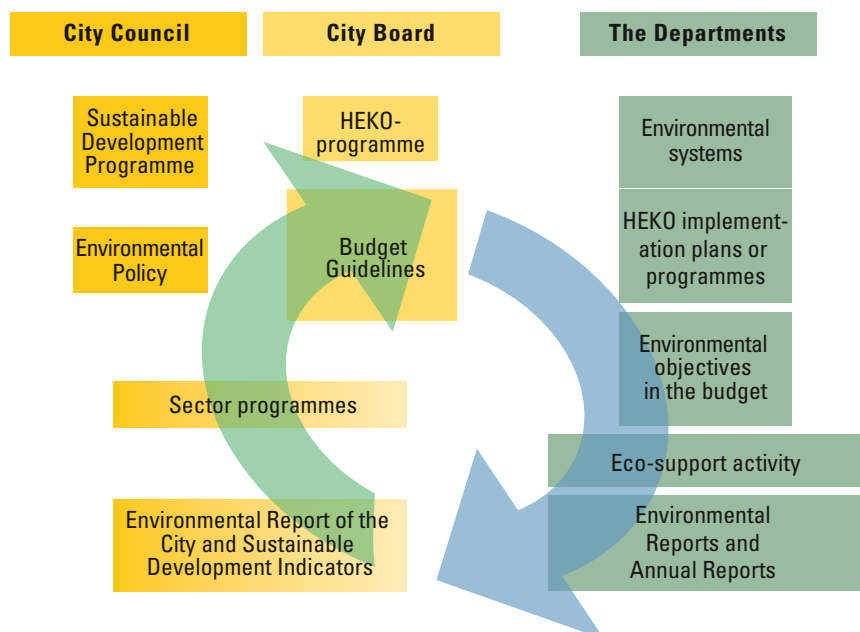 City Council
City Board
The Departments
Sustainable
Development
Programme
HEKO-
programme
Environmental
systems
Environmental
Policy
Budget
Guidelines
HEKO implement-
ation plans or
programmes
Environmental
objectives
in the budget
Sector programmes
Eco-support activity
Environmental Report of the
City and Sustainable
Development Indicators
Environmental
Reports and
Annual Reports